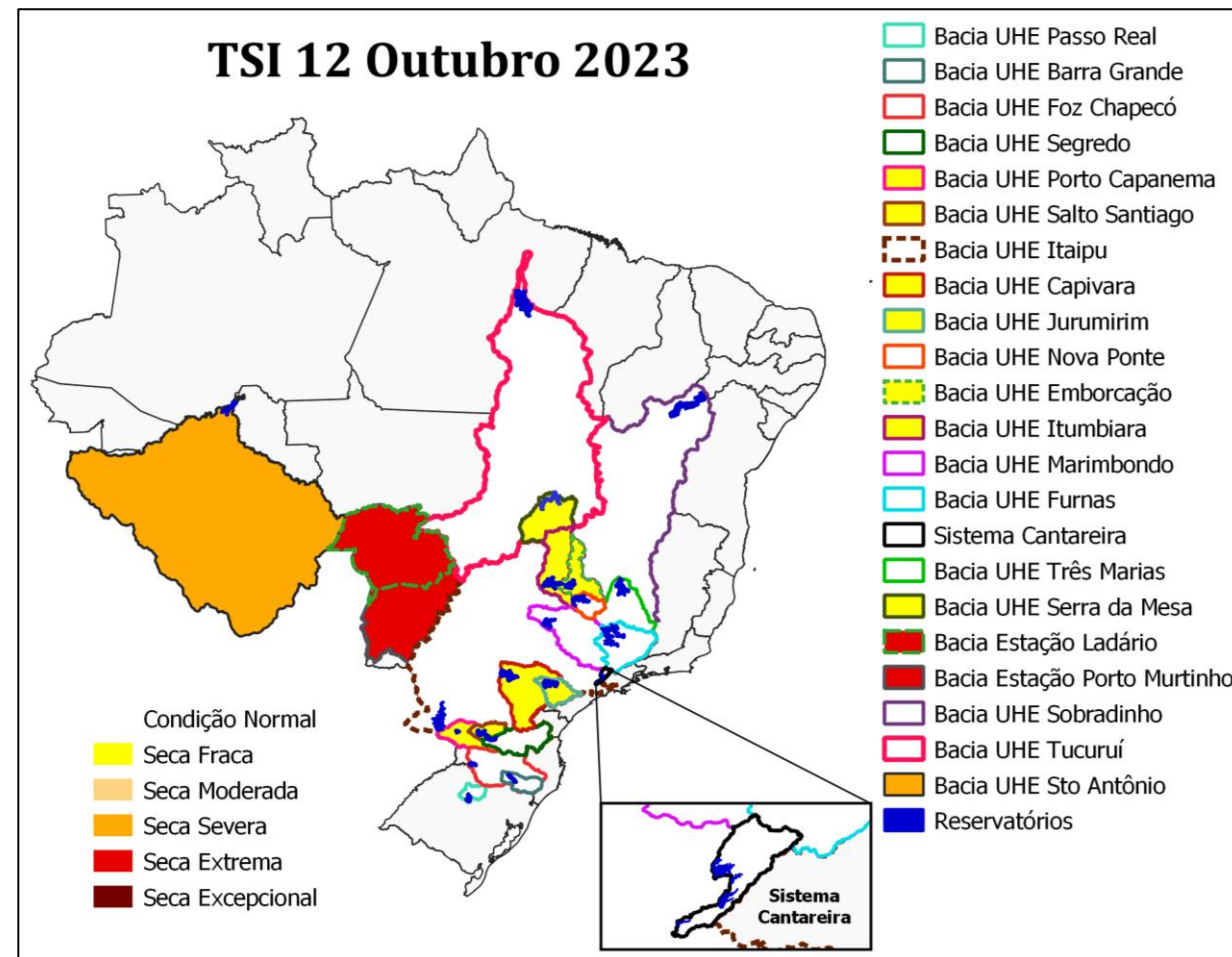 TSI 12 Outubro 2023
Bacia UHE Passo Real
Bacia UHE Barra Grande
Bacia UHE Foz Chapecó
Bacia UHE Segredo
Bacia UHE Porto Capanema
Bacia UHE Salto Santiago
Bacia UHE Itaipu
Bacia UHE Capivara
Bacia UHE Jurumirim
Bacia UHE Nova Ponte
Bacia UHE Emborcação
Bacia UHE Itumbiara
Bacia UHE Marimbondo
Bacia UHE Furnas
Sistema Cantareira
Bacia UHE Três Marias
Bacia UHE Serra da Mesa
Bacia Estação Ladário
Bacia Estação Porto Murtinho
Bacia UHE Sobradinho
Bacia UHE Tucuruí
Bacia UHE Sto Antônio
Reservatórios
Condição Normal
Seca Fraca
Seca Moderada
Seca Severa
Seca Extrema
Seca Excepcional
Sistema
Cantareira